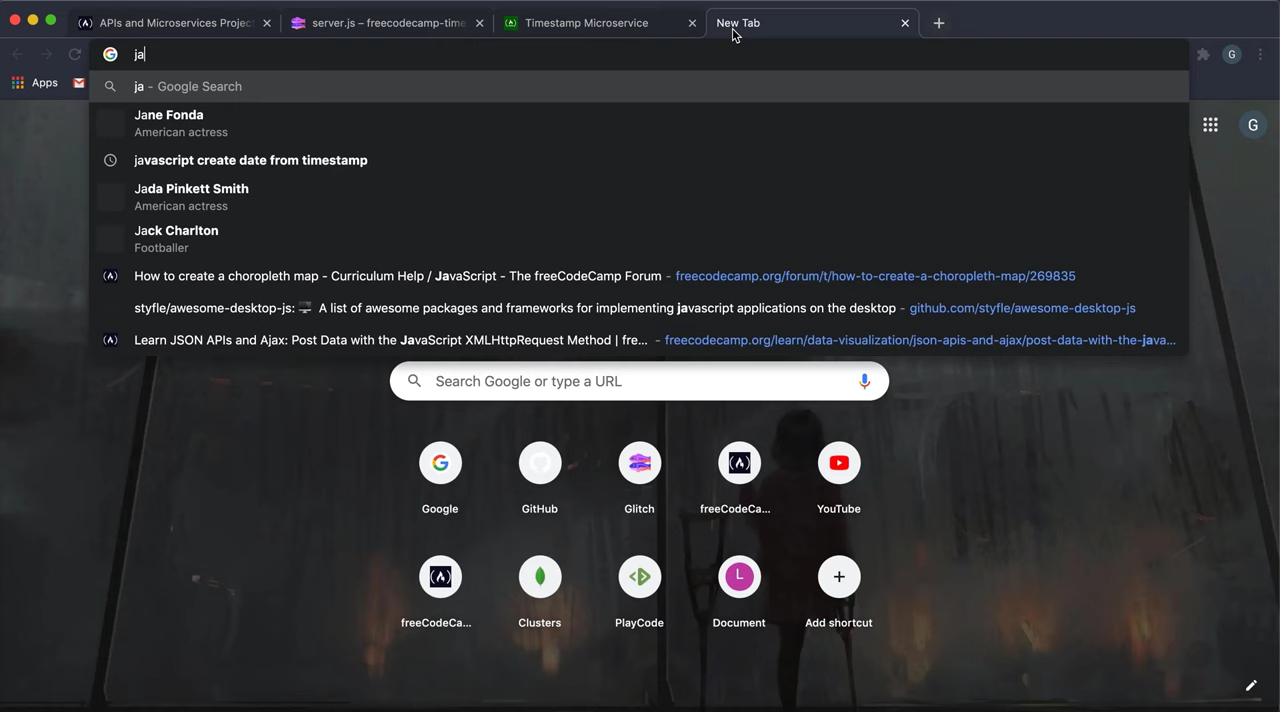 APIs and Microservices Projec
server.js – freecodecamp-time
Timestamp Microservice
New Tab
ja
G
Apps
ja - Google Search
Jane Fonda
American actress
javascript create date from timestamp
G
Jada Pinkett Smith
American actress
Jack Charlton
Footballer
How to create a choropleth map - Curriculum Help / JavaScript - The freeCodeCamp Forum - freecodecamp.org/forum/t/how-to-create-a-choropleth-map/269835
styfle/awesome-desktop-js: 🖥 A list of awesome packages and frameworks for implementing javascript applications on the desktop - github.com/styfle/awesome-desktop-js
Learn JSON APIs and Ajax: Post Data with the JavaScript XMLHttpRequest Method | fre... - freecodecamp.org/learn/data-visualization/json-apis-and-ajax/post-data-with-the-java...
Search Google or type a URL
Google
GitHub
Glitch
freeCodeCa...
YouTube
L
freeCodeCa...
Clusters
PlayCode
Document
Add shortcut